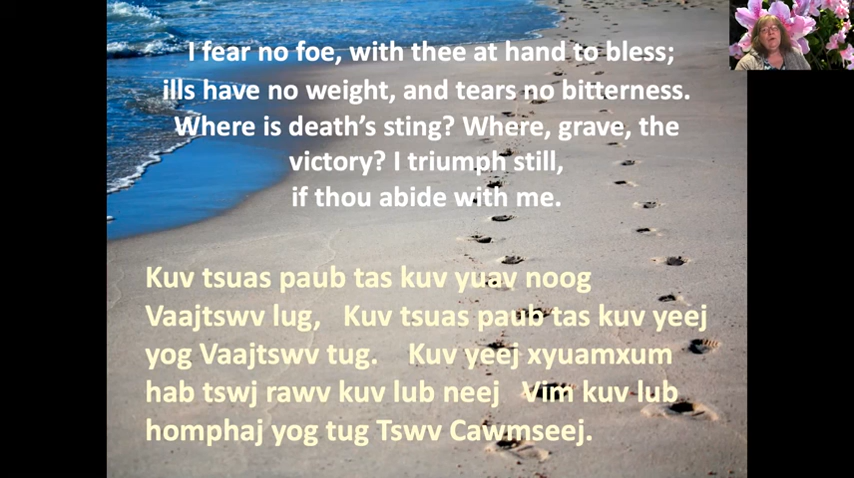 I fear no foe, with thee at hand to bless;
ills have no weight, and tears no bitterness.
Where is death's sting? Where, grave, the
victory? I triumph still,
if thou abide with me.
Kuv tsuas paub tas kuv yuav noog
Vaajtswv lug, Kuv tsuas paub tas kuv yeej
yog Vaajtswv tug. Kuv yeej xyuamxum
hab tswj rawv kuv lub neej Vim kuv lub
homphaj yog tug Tswv Cawmseej.